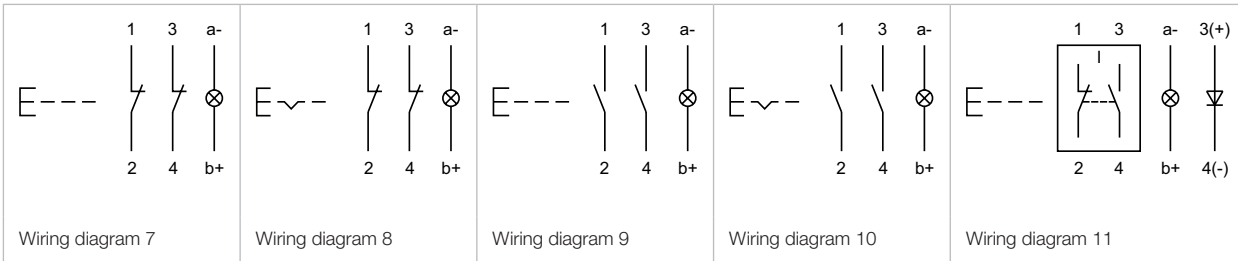 1 3 a-
2 4 b+
Wiring diagram 7
1 3 a-
2 4 b+
Wiring diagram 8
1 3 a-
2 4 b+
Wiring diagram 9
1 3 a-
2 4 b+
Wiring diagram 10
1 3 a- 3(+)
2 4 b+ 4(-)
Wiring diagram 11